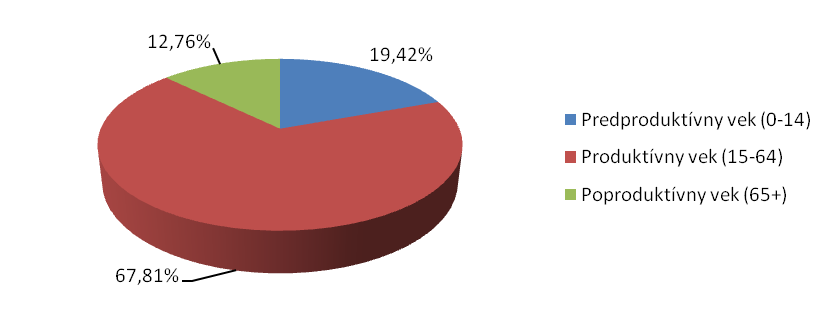 12,76%
19,42%
67,81%
Predproduktívny vek (0-14)
Produktívny vek (15-64)
Poproduktívny vek (65+)